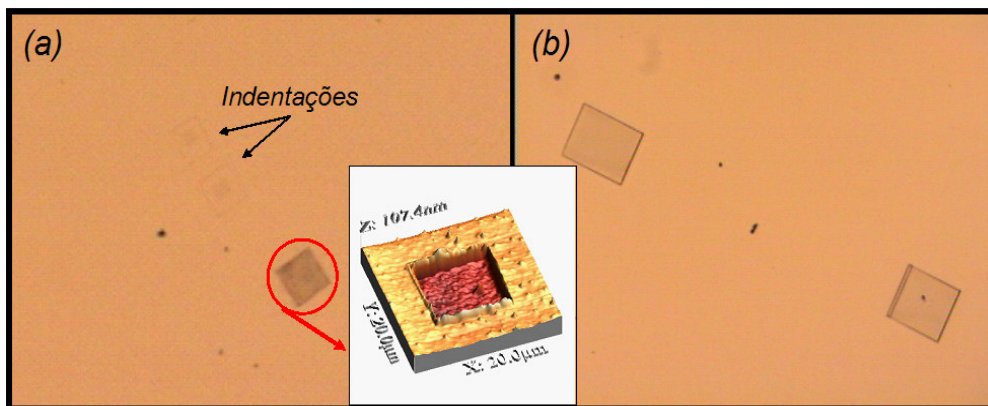 (a)
Indentações
(b)
Z: 107.4nm
Y: 20.0µm
X: 20.0µm